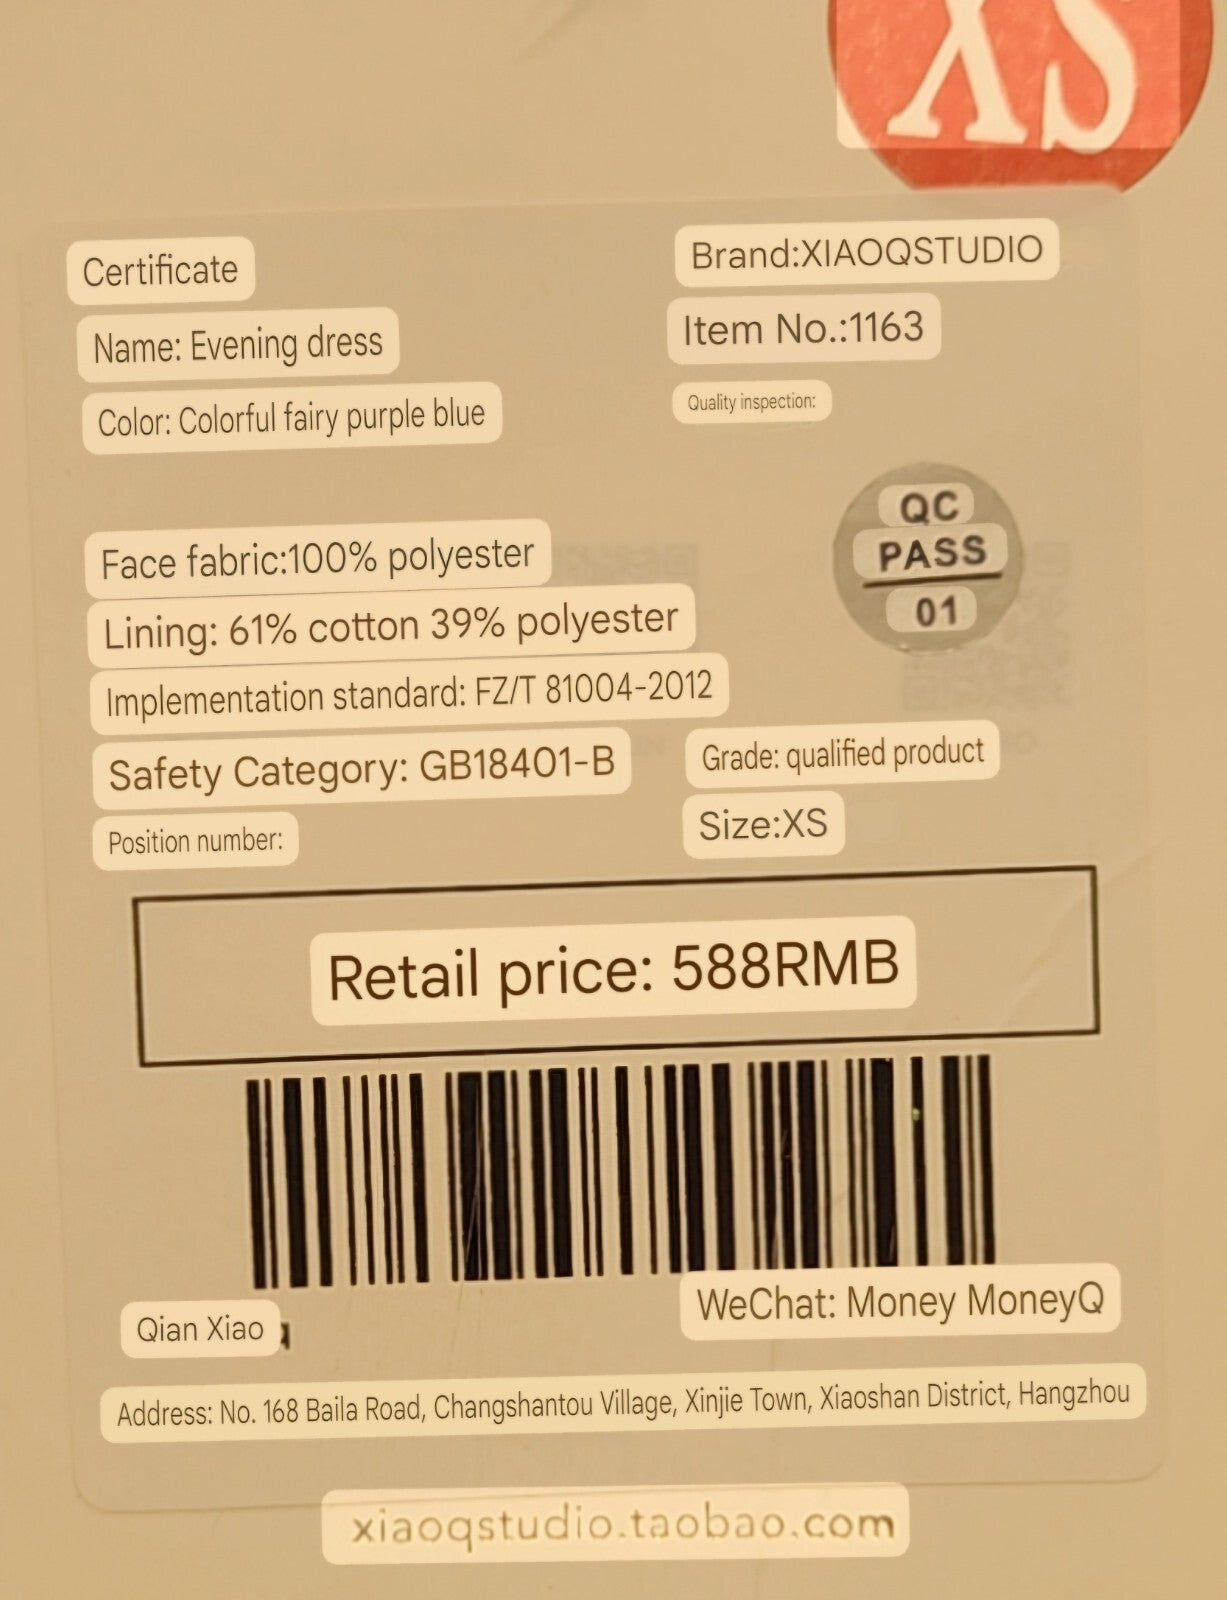 XS
Certificate
Brand:XIAOQSTUDIO
Name: Evening dress
Item No.:1163
Color: Colorful fairy purple blue
Quality inspection:
QC
PASS
01
Face fabric:100% polyester
Lining: 61% cotton 39% polyester
Implementation standard: FZ/T 81004-2012
Safety Category: GB18401-B
Grade: qualified product
Position number:
Size:XS
Retail price: 588RMB
Qian Xiao
WeChat: Money MoneyQ
Address: No. 168 Baila Road, Changshantou Village, Xinjie Town, Xiaoshan District, Hangzhou
xiaoqstudio.taobao.com